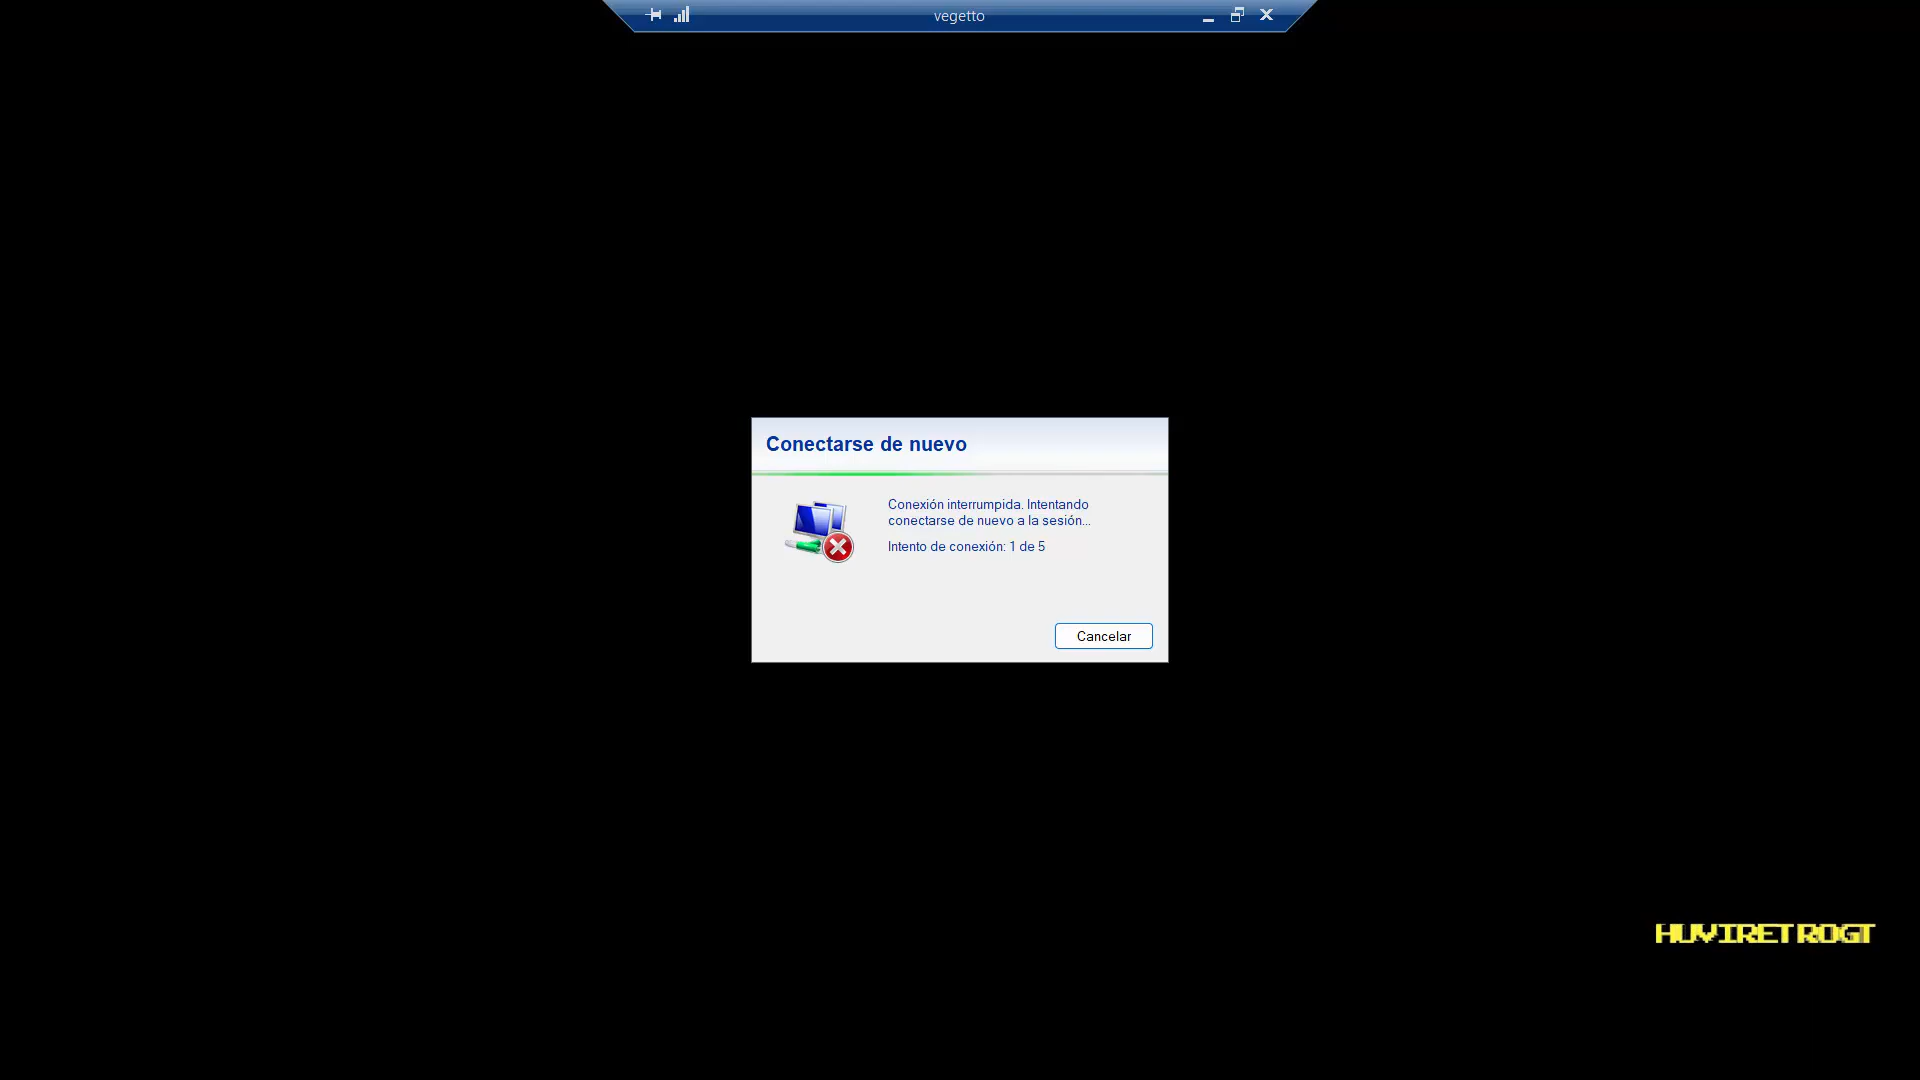 vegetto
Conectarse de nuevo
Conexión interrumpida. Intentando
conectarse de nuevo a la sesión...
Intento de conexión: 1 de 5
Cancelar
HUVIRETROGT